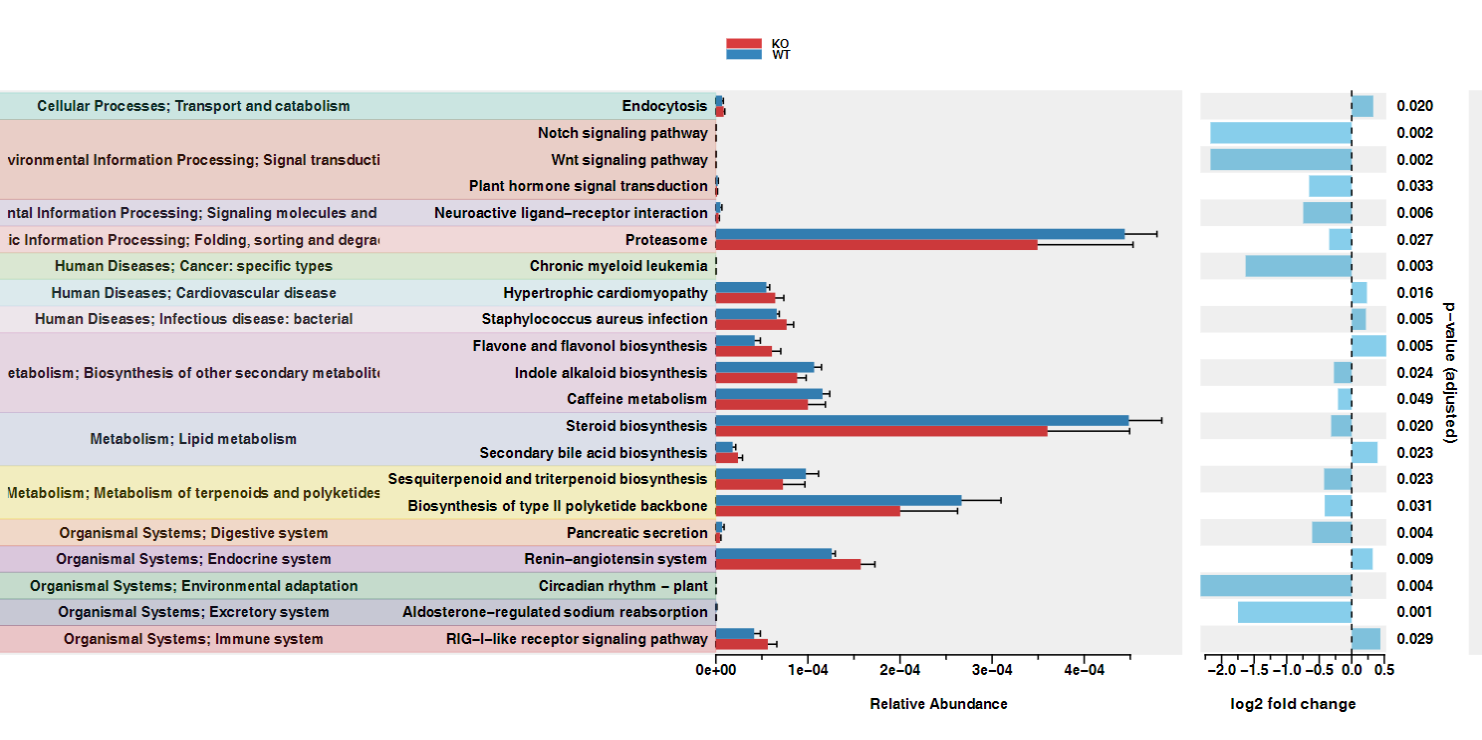 KO
WT
Cellular Processes; Transport and catabolism Endocytosis 0.020
Notch signaling pathway 0.002
vironmental Information Processing; Signal transducti Wnt signaling pathway 0.002
Plant hormone signal transduction 0.033
ntal Information Processing; Signaling molecules and Neuroactive ligand–receptor interaction 0.006
ic Information Processing; Folding, sorting and degra Proteasome 0.027
Human Diseases; Cancer: specific types Chronic myeloid leukemia 0.003
Human Diseases; Cardiovascular disease Hypertrophic cardiomyopathy 0.016
Human Diseases; Infectious disease: bacterial Staphylococcus aureus infection 0.005
Flavone and flavonol biosynthesis 0.005
etabolism; Biosynthesis of other secondary metabolite Indole alkaloid biosynthesis 0.024
Caffeine metabolism 0.049
Steroid biosynthesis 0.020
Metabolism; Lipid metabolism
Secondary bile acid biosynthesis 0.023
Sesquiterpenoid and triterpenoid biosynthesis 0.023
Metabolism; Metabolism of terpenoids and polyketides
Biosynthesis of type II polyketide backbone 0.031
Organismal Systems; Digestive system Pancreatic secretion 0.004
Organismal Systems; Endocrine system Renin–angiotensin system 0.009
Organismal Systems; Environmental adaptation Circadian rhythm – plant 0.004
Organismal Systems; Excretory system Aldosterone–regulated sodium reabsorption 0.001
Organismal Systems; Immune system RIG–I–like receptor signaling pathway 0.029
p–value (adjusted)
0e+00 1e–04 2e–04 3e–04 4e–04 –2.0 –1.5 –1.0 –0.5 0.0 0.5
Relative Abundance log2 fold change